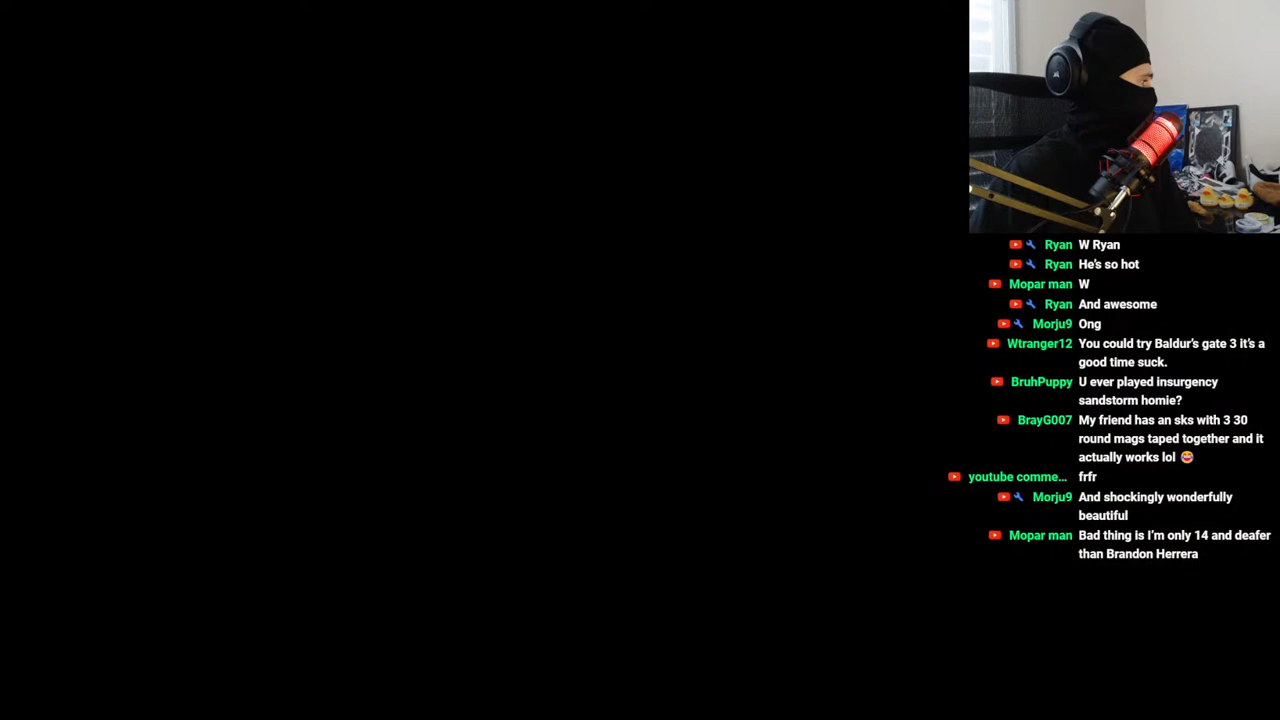 Ryan W Ryan
Ryan He's so hot
Mopar man W
Ryan And awesome
Morju9 Ong
Wtranger12 You could try Baldur's gate 3 it's a
good time suck.
BruhPuppy U ever played insurgency
sandstorm homie?
BrayG007 My friend has an sks with 3 30
round mags taped together and it
actually works lol 😂
youtube comme… frfr
Morju9 And shockingly wonderfully
beautiful
Mopar man Bad thing is I'm only 14 and deafer
than Brandon Herrera